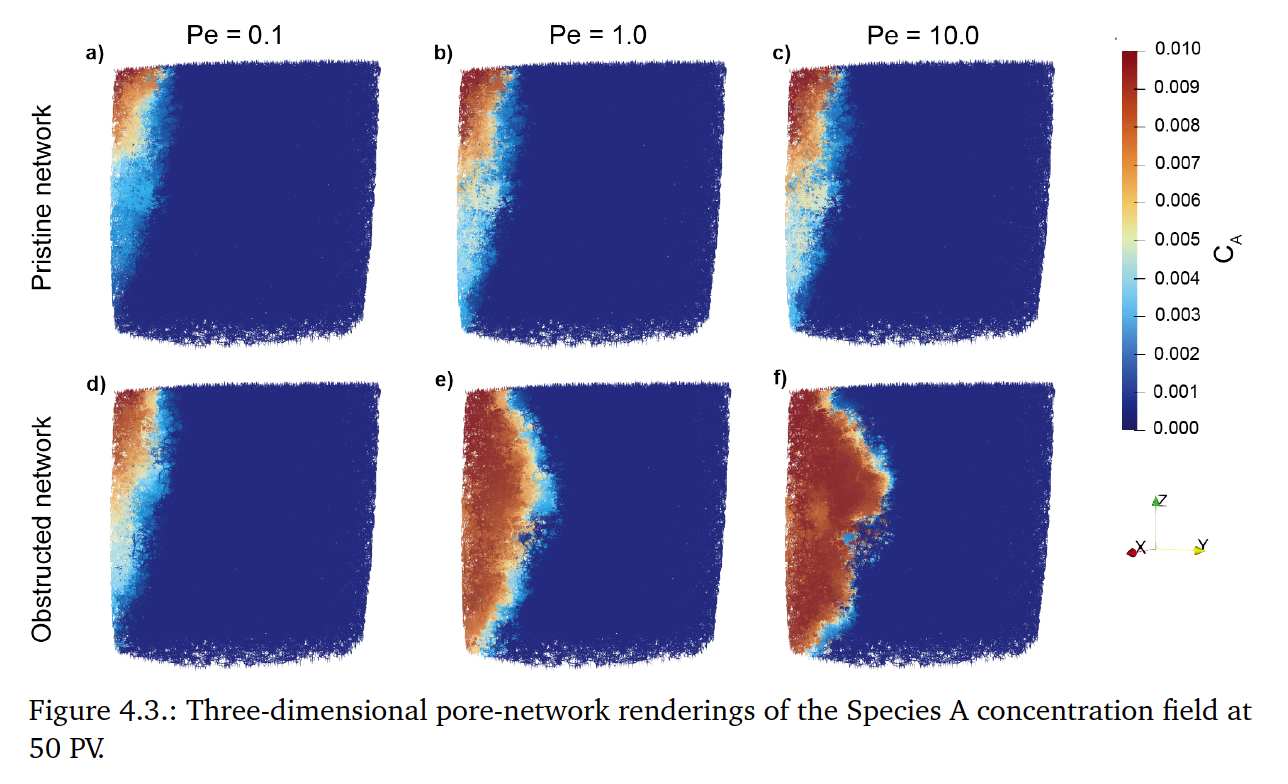 Pe = 0.1
Pe = 1.0
Pe = 10.0
a)
b)
c)
Pristine network
d)
e)
f)
Obstructed network
0.010
0.009
0.008
0.007
0.006
0.005
0.004
0.003
0.002
0.001
0.000
C_A
Z
X
Y
Figure 4.3.: Three-dimensional pore-network renderings of the Species A concentration field at
50 PV.